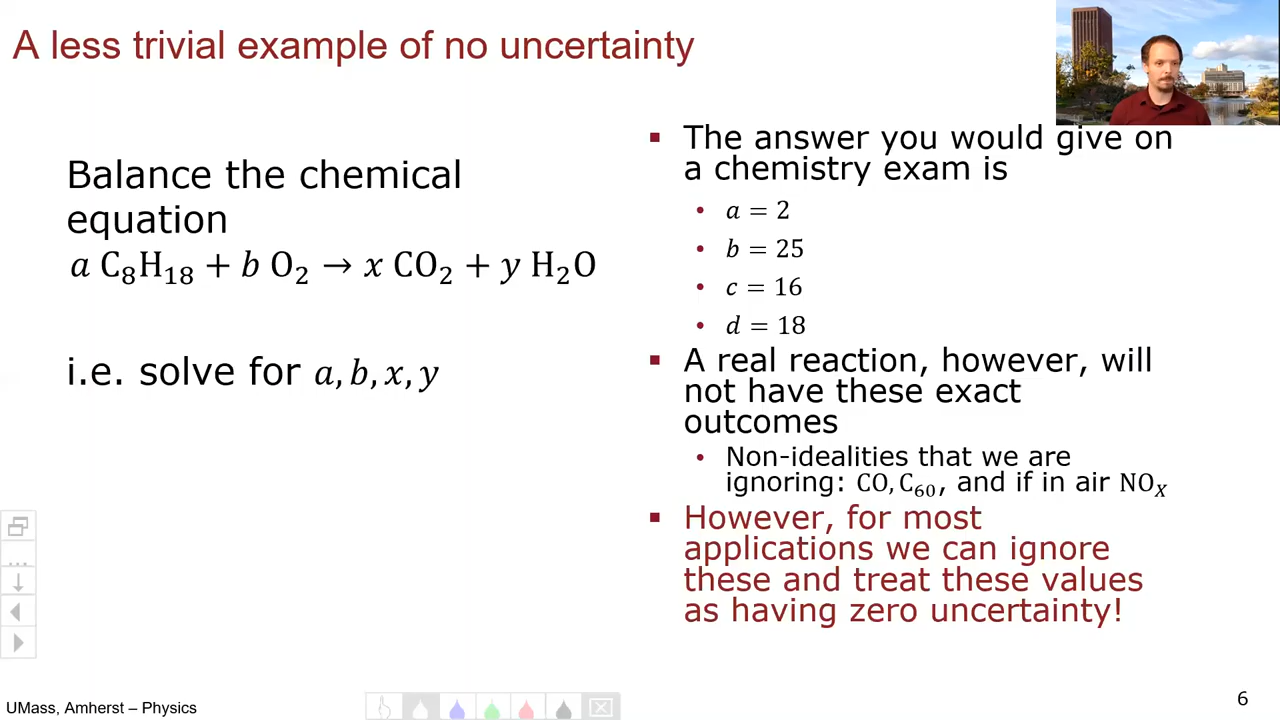 A less trivial example of no uncertainty
Balance the chemical
equation
a C₈H₁₈ + b O₂ → x CO₂ + y H₂O
i.e. solve for a, b, x, y
▪ The answer you would give on
a chemistry exam is
• a = 2
• b = 25
• c = 16
• d = 18
▪ A real reaction, however, will
not have these exact
outcomes
• Non-idealities that we are
ignoring: CO, C₆₀, and if in air NOₓ
▪ However, for most
applications we can ignore
these and treat these values
as having zero uncertainty!
UMass, Amherst – Physics
6